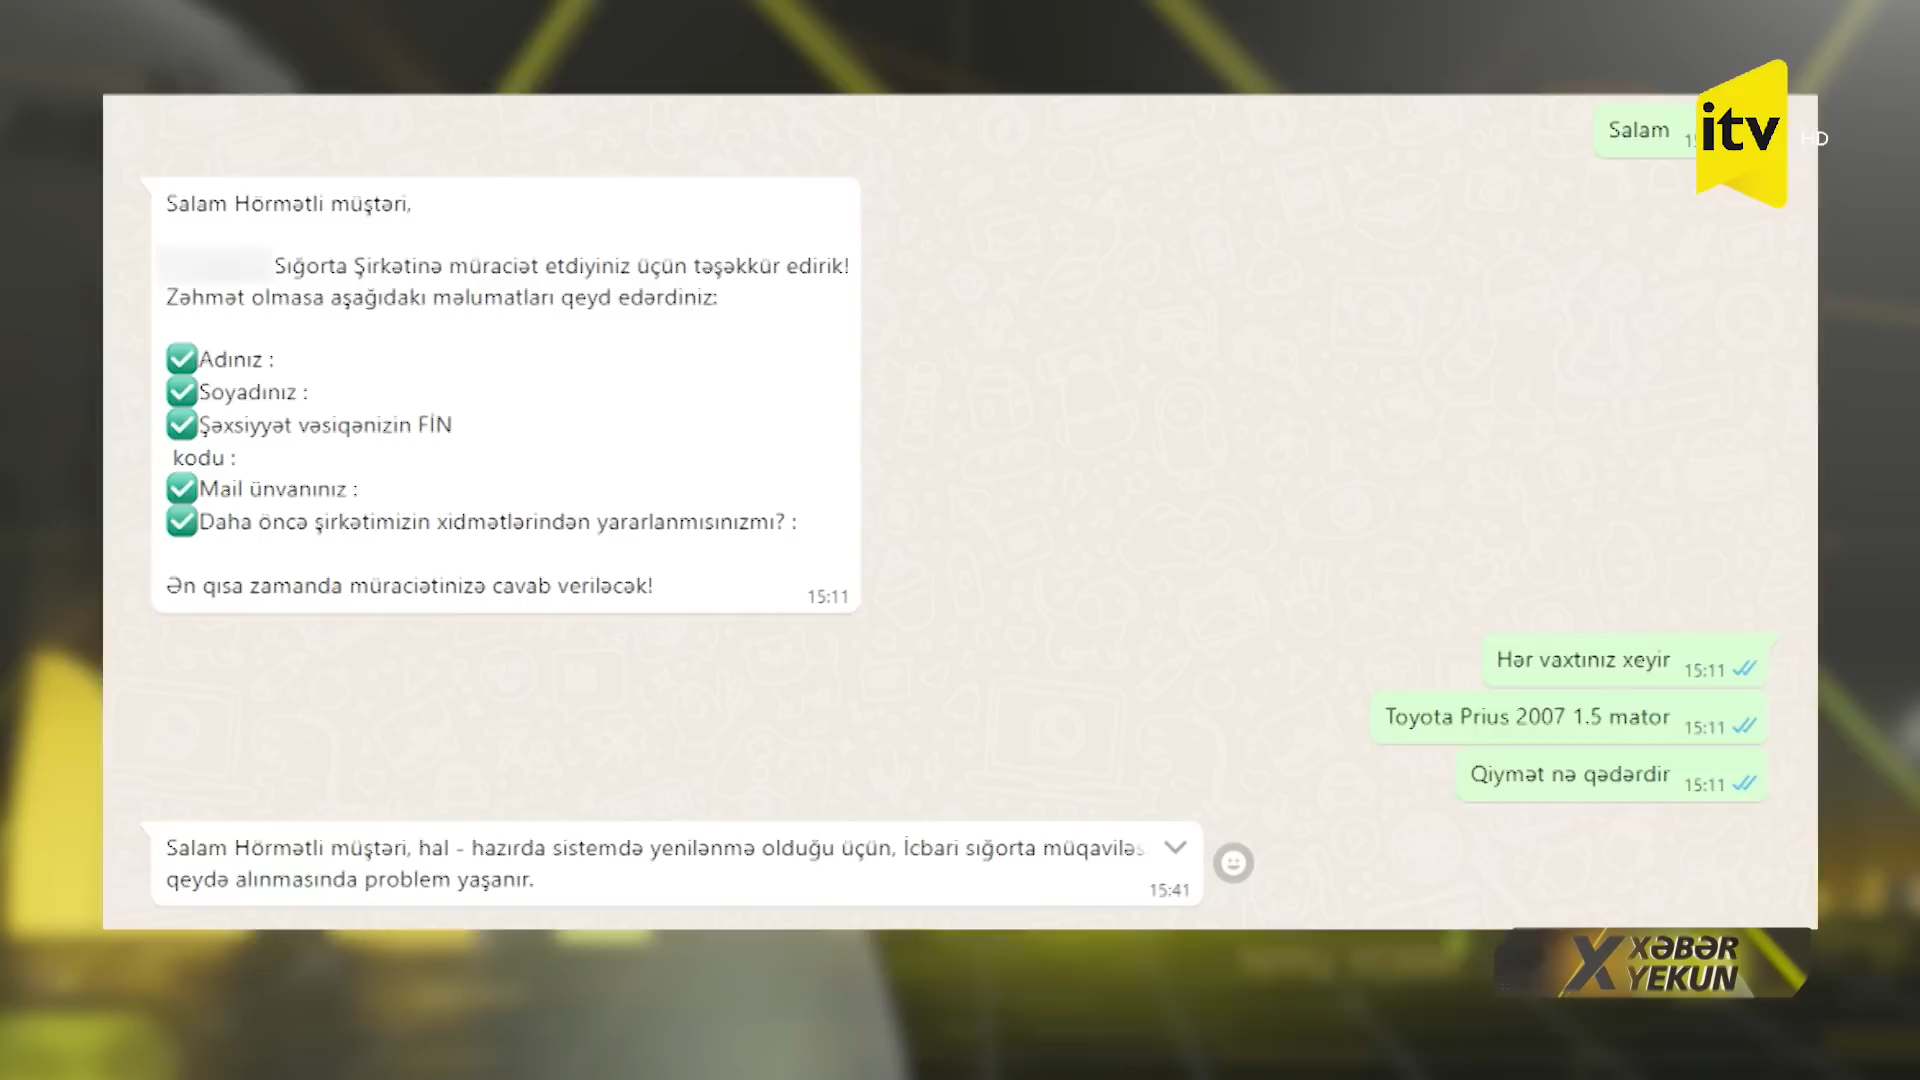 Salam
itv
HD
Salam Hörmətli müştəri,
Sığorta Şirkətinə müraciət etdiyiniz üçün təşəkkür edirik!
Zəhmət olmasa aşağıdakı məlumatları qeyd edərdiniz:
✅Adınız :
✅Soyadınız :
✅Şəxsiyyət vəsiqənizin FİN
kodu :
✅Mail ünvanınız :
✅Daha öncə şirkətimizin xidmətlərindən yararlanmısınızmı? :
Ən qısa zamanda müraciətinizə cavab veriləcək!
15:11
Hər vaxtınız xeyir 15:11
Toyota Prius 2007 1.5 mator 15:11
Qiymət nə qədərdir 15:11
Salam Hörmətli müştəri, hal - hazırda sistemdə yenilənmə olduğu üçün, İcbari sığorta müqaviləs
qeydə alınmasında problem yaşanır.
15:41
XƏBƏR
YEKUN